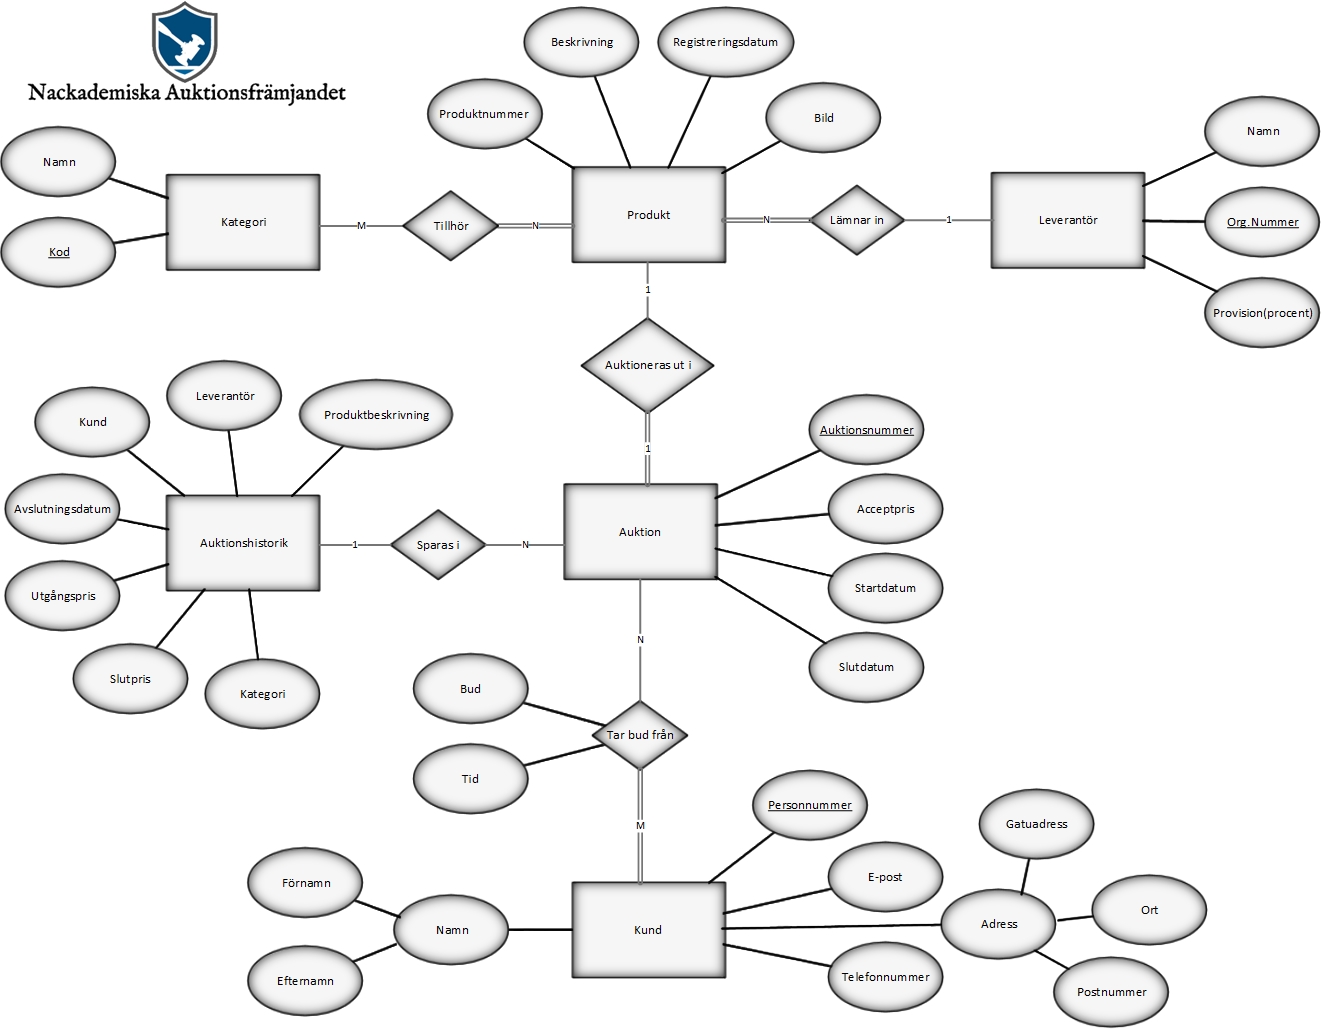 Nackademiska Auktionsfrämjandet
Beskrivning
Registreringsdatum
Produktnummer
Bild
Namn
Kod
Kategori
M
Tillhör
N
Produkt
N
Lämnar in
1
Leverantör
Namn
Org.Nummer
Provision(procent)
1
Auktioneras ut i
1
Kund
Leverantör
Produktbeskrivning
Avslutningsdatum
Utgångspris
Slutpris
Kategori
Auktionshistorik
1
Sparas i
N
Auktion
Auktionsnummer
Acceptpris
Startdatum
Slutdatum
N
Bud
Tid
Tar bud från
M
Personnummer
Förnamn
Efternamn
Namn
Kund
E-post
Telefonnummer
Adress
Gatuadress
Ort
Postnummer